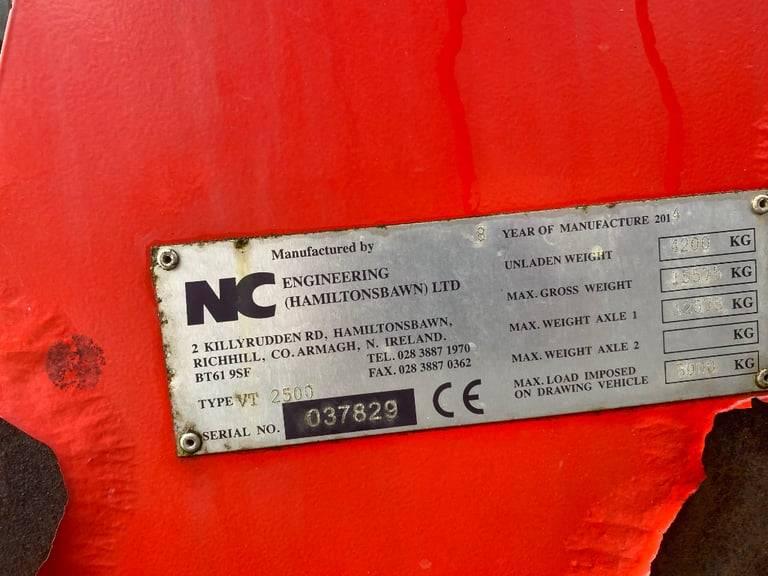 Manufactured by
NC ENGINEERING
(HAMILTONSBAWN) LTD
2 KILLYRUDDEN RD, HAMILTONSBAWN,
RICHHILL, CO. ARMAGH, N. IRELAND.
BT61 9SF
TEL. 028 3887 1970
FAX. 028 3887 0362
TYPE VT 2500
SERIAL NO. 037829
CE
8
YEAR OF MANUFACTURE 2014
UNLADEN WEIGHT 4200 KG
MAX. GROSS WEIGHT KG
MAX. WEIGHT AXLE 1 KG
MAX. WEIGHT AXLE 2 KG
MAX. LOAD IMPOSED
ON DRAWING VEHICLE KG